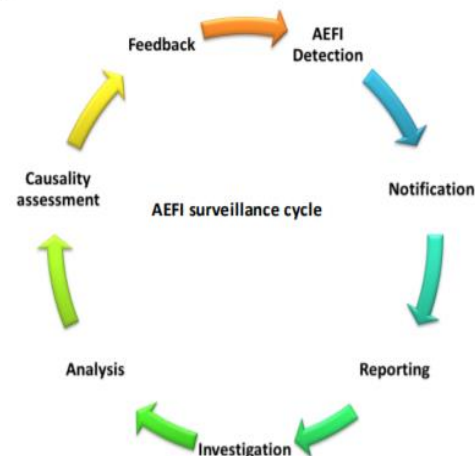 Feedback
AEFI
Detection
Causality
assessment
AEFI surveillance cycle
Notification
Analysis
Reporting
Investigation